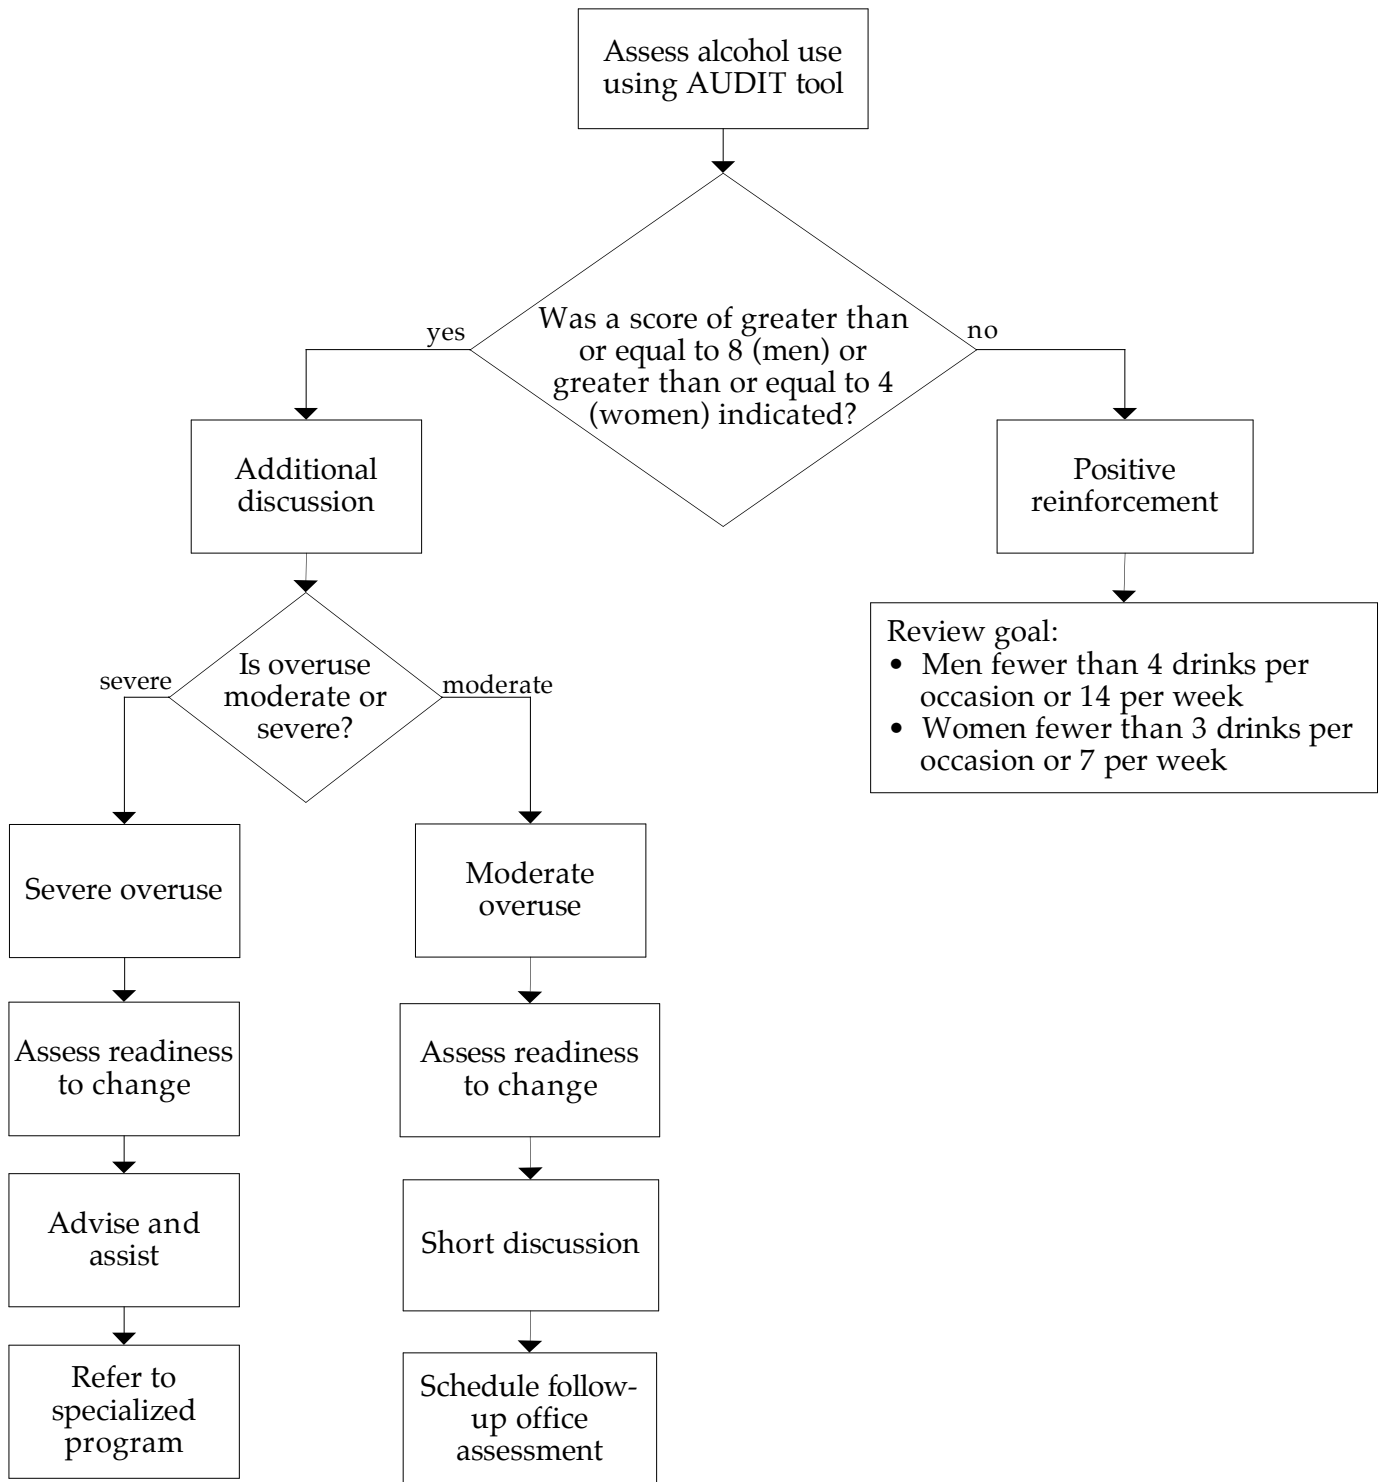 Assess alcohol use
using AUDIT tool
Was a score of greater than
or equal to 8 (men) or
greater than or equal to 4
(women) indicated?
yes
no
Additional
discussion
Positive
reinforcement
Review goal:
• Men fewer than 4 drinks per
occasion or 14 per week
• Women fewer than 3 drinks per
occasion or 7 per week
Is overuse
moderate or
severe?
severe
moderate
Severe overuse
Moderate
overuse
Assess readiness
to change
Assess readiness
to change
Advise and
assist
Short discussion
Refer to
specialized
program
Schedule follow-
up office
assessment